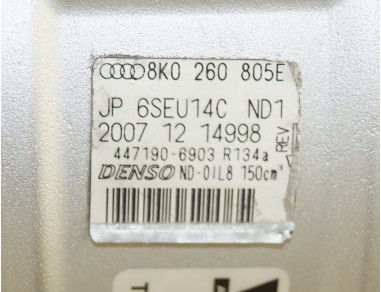 8K0 260 805E
JP 6SEU14C ND1
2007 12 14998
REV
447190-6903 R134a
DENSO ND-OIL8 150cm³
T